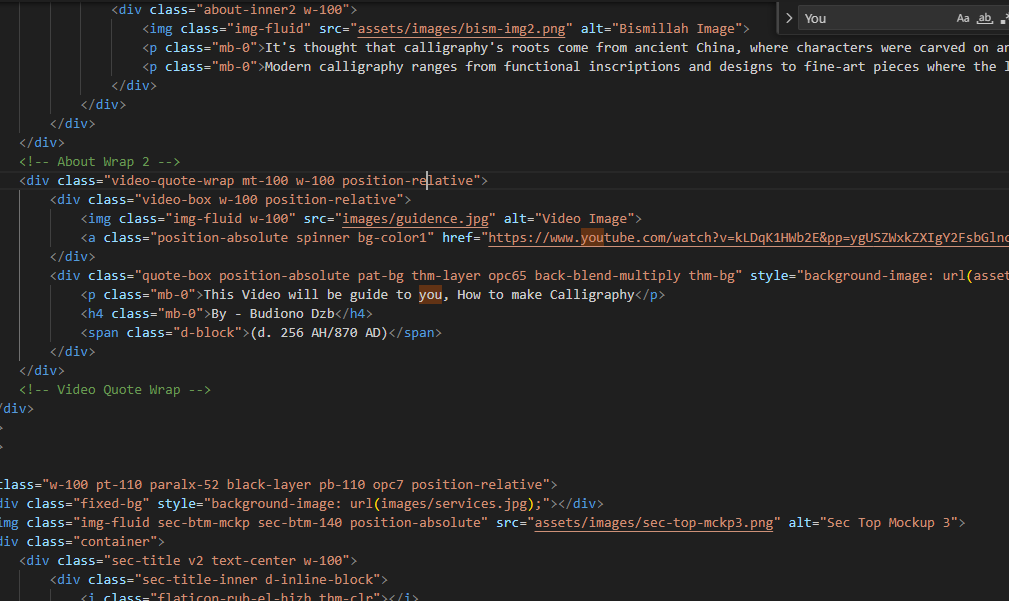 <div class="about-inner2 w-100">
<img class="img-fluid" src="assets/images/bism-img2.png" alt="Bismillah Image">
<p class="mb-0">It's thought that calligraphy's roots come from ancient China, where characters were carved on
<p class="mb-0">Modern calligraphy ranges from functional inscriptions and designs to fine-art pieces where the
</div>
</div>
</div>
</div>
<!-- About Wrap 2 -->
<div class="video-quote-wrap mt-100 w-100 position-relative">
<div class="video-box w-100 position-relative">
<img class="img-fluid w-100" src="images/guidence.jpg" alt="Video Image">
<a class="position-absolute spinner bg-color1" href="https://www.youtube.com/watch?v=kLDqK1HWb2E&pp=ygUSZWxkZXIgY2FsbGlnc
</div>
<div class="quote-box position-absolute pat-bg thm-layer opc65 back-blend-multiply thm-bg" style="background-image: url(asset
<p class="mb-0">This Video will be guide to you, How to make Calligraphy</p>
<h4 class="mb-0">By - Budiono Dzb</h4>
<span class="d-block">(d. 256 AH/870 AD)</span>
</div>
</div>
<!-- Video Quote Wrap -->
/div>
>
>
class="w-100 pt-110 paralx-52 black-layer pb-110 opc7 position-relative">
div class="fixed-bg" style="background-image: url(images/services.jpg);"></div>
img class="img-fluid sec-btm-mckp sec-btm-140 position-absolute" src="assets/images/sec-top-mckp3.png" alt="Sec Top Mockup 3">
div class="container">
<div class="sec-title v2 text-center w-100">
<div class="sec-title-inner d-inline-block">
<i class="flaticon-rub-el-hizb thm-clr"></i>
You
Aa ab .*